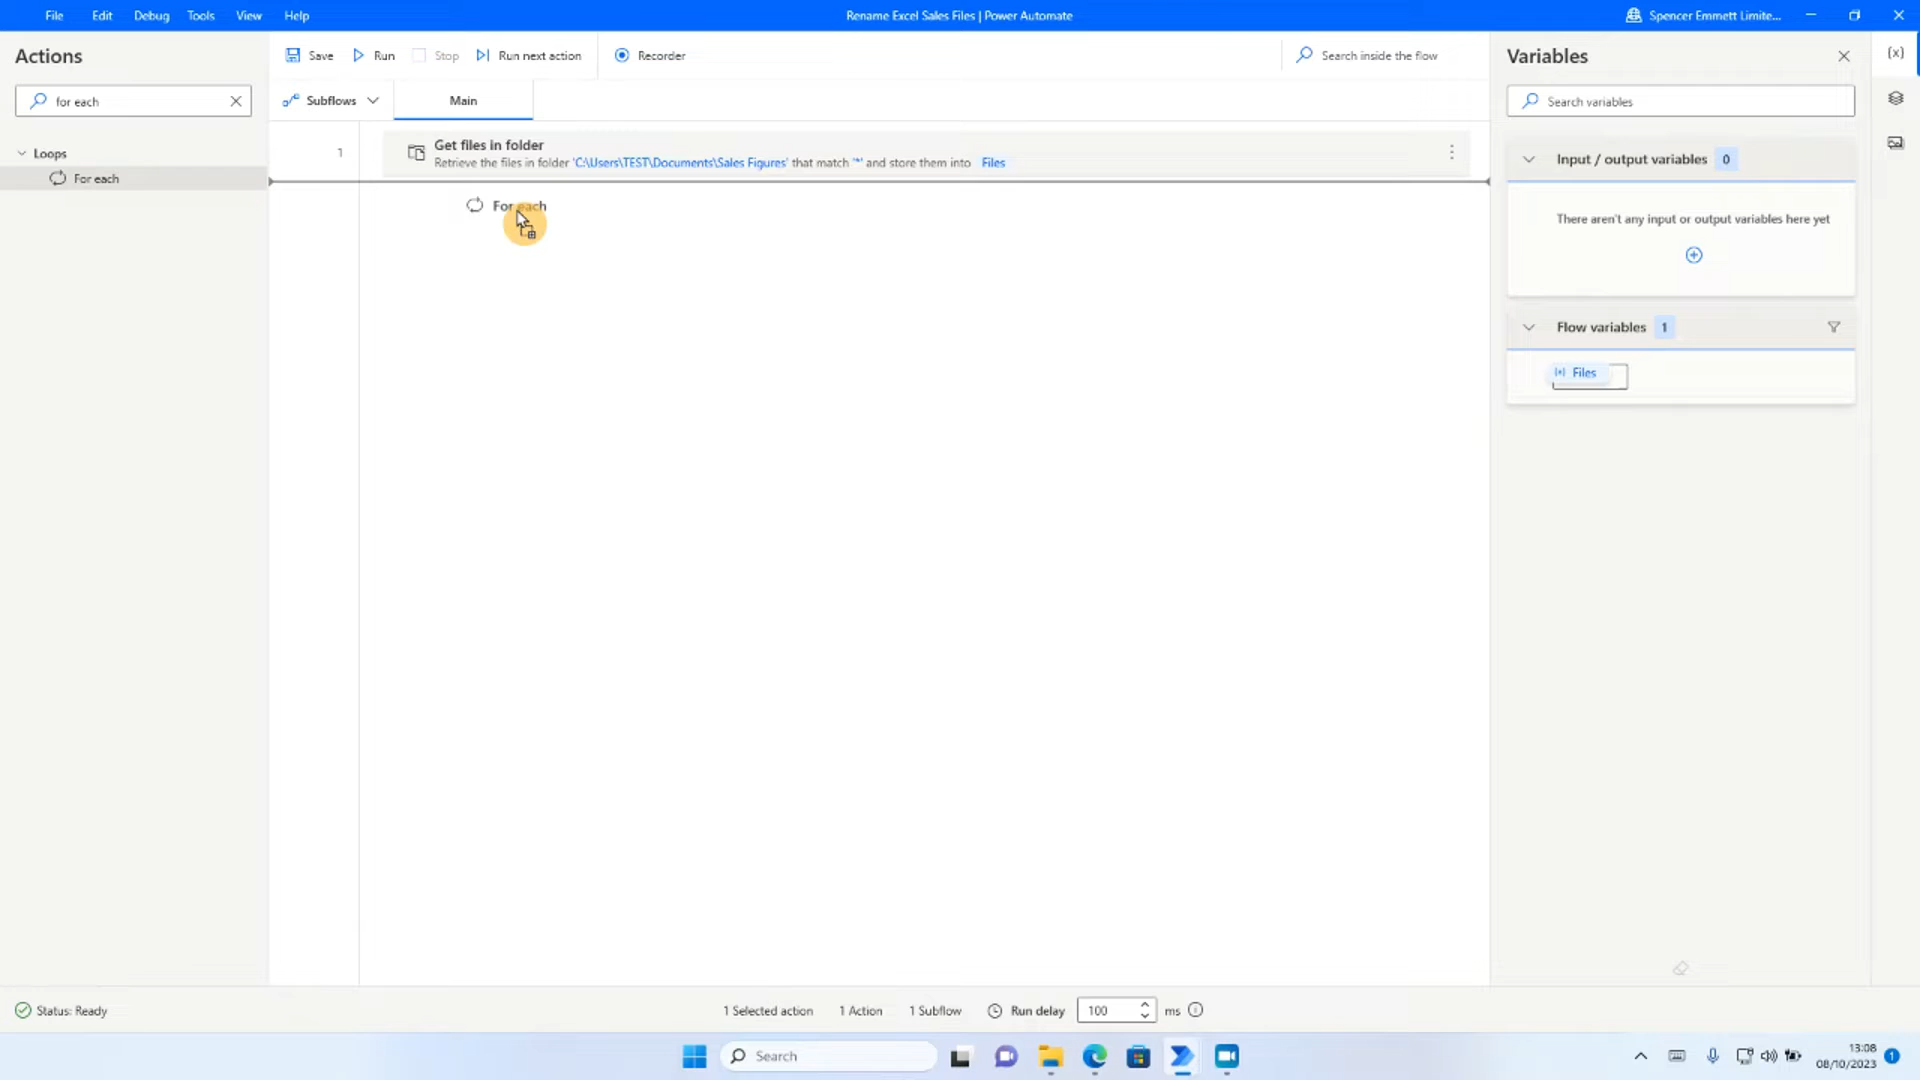 File Edit Debug Tools View Help
Rename Excel Sales Files | Power Automate
Spencer Emmett Limite...
Actions
for each
Loops
For each
Save Run Stop Run next action Recorder
Search inside the flow
Subflows Main
1
Get files in folder
Retrieve the files in folder 'C:\Users\TEST\Documents\Sales Figures' that match '*' and store them into Files
For each
Variables
Search variables
Input / output variables 0
There aren't any input or output variables here yet
Flow variables 1
Files
{x}
Status: Ready
1 Selected action 1 Action 1 Subflow Run delay 100 ms
Search
13:08
08/10/2023
1